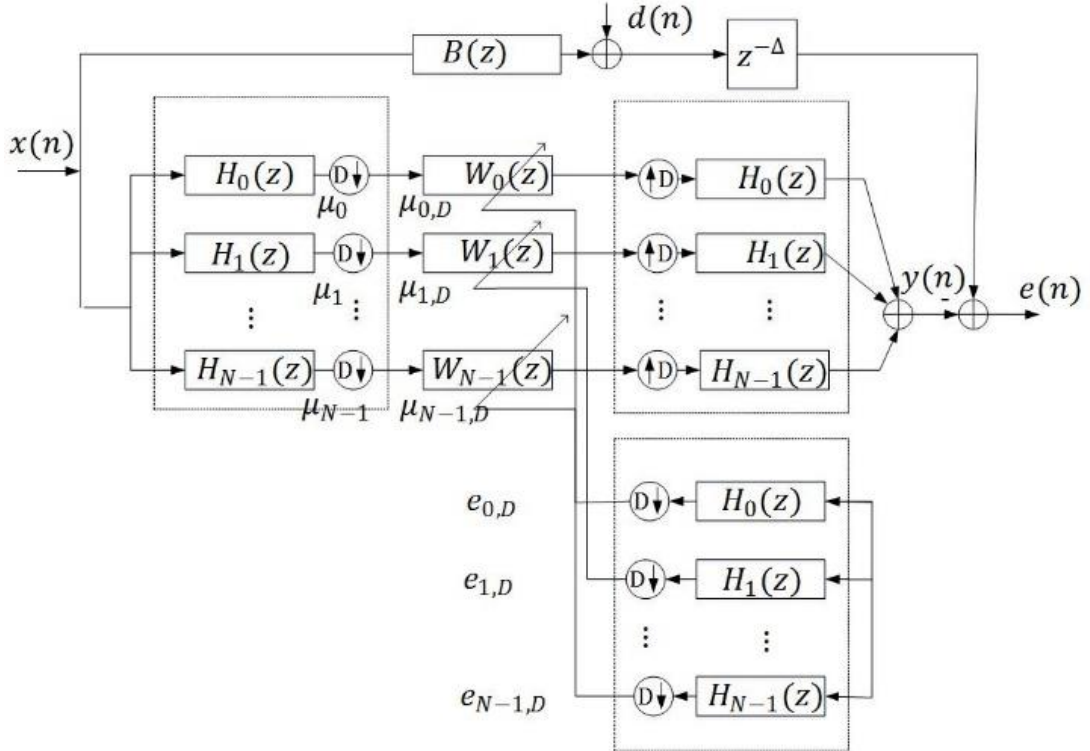 d(n)
B(z)
z^{-Δ}
x(n)
H_0(z) D↓ W_0(z) ↑D H_0(z)
μ_0 μ_{0,D}
H_1(z) D↓ W_1(z) ↑D H_1(z)
μ_1 μ_{1,D} y(n) e(n)
-
⋮ ⋮ ⋮ ⋮
H_{N-1}(z) D↓ W_{N-1}(z) ↑D H_{N-1}(z)
μ_{N-1} μ_{N-1,D}
e_{0,D} D↓ H_0(z)
e_{1,D} D↓ H_1(z)
⋮ ⋮
e_{N-1,D} D↓ H_{N-1}(z)